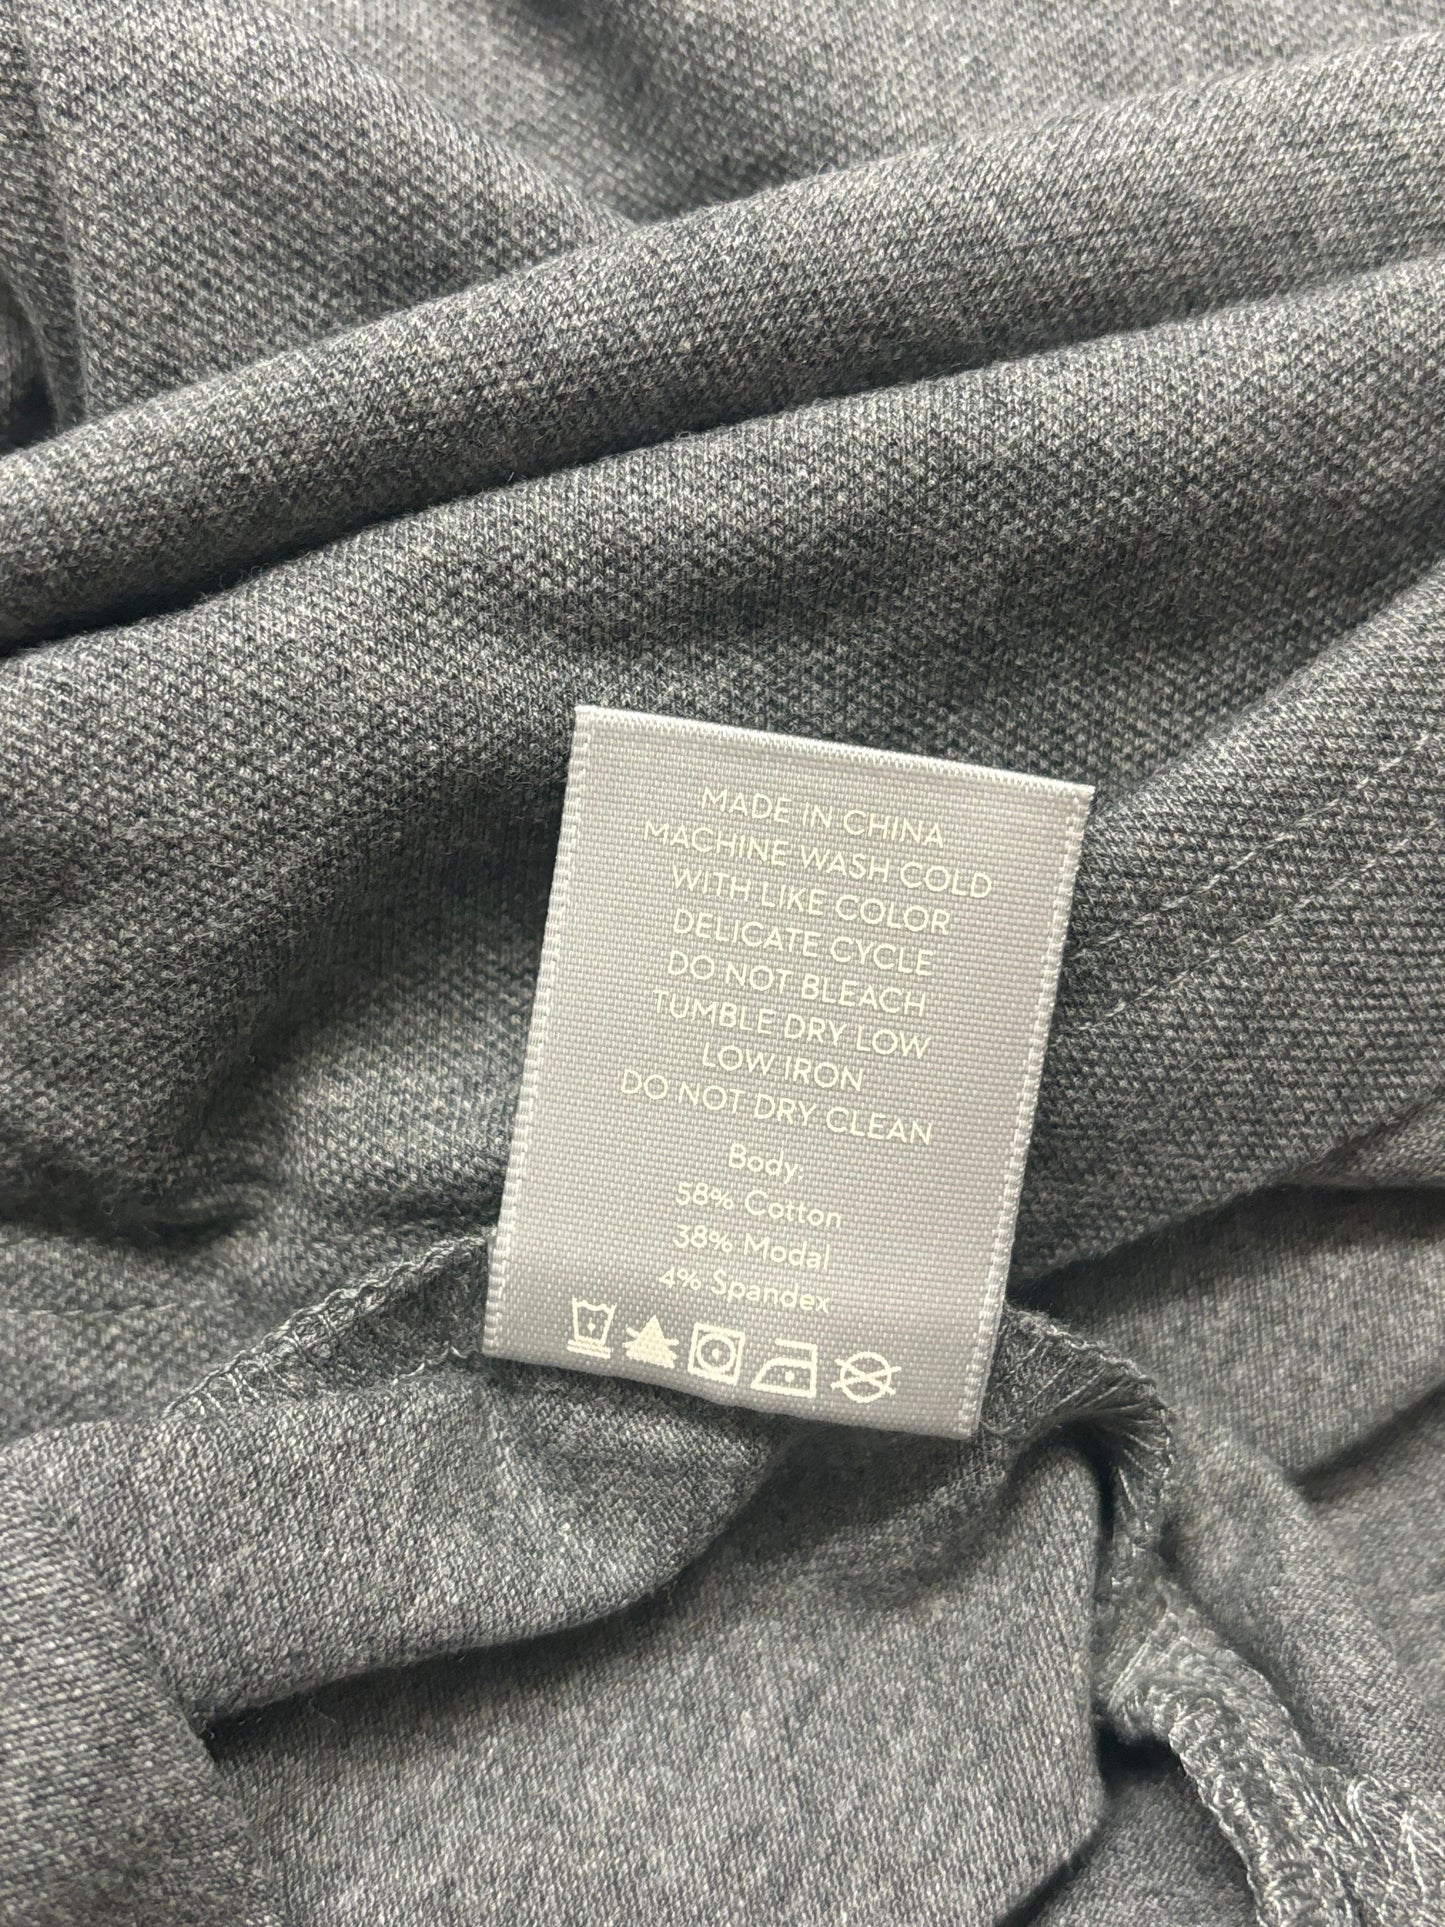 MADE IN CHINA
MACHINE WASH COLD
WITH LIKE COLOR
DELICATE CYCLE
DO NOT BLEACH
TUMBLE DRY LOW
LOW IRON
DO NOT DRY CLEAN
Body:
58% Cotton
38% Modal
4% Spandex